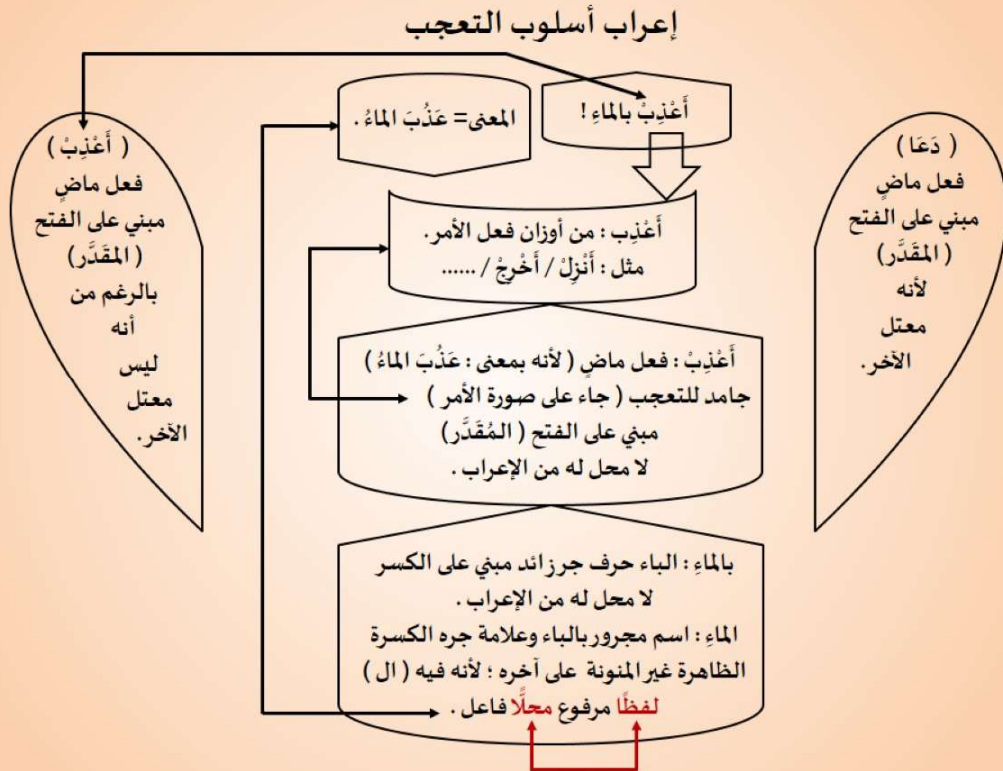 إعراب أسلوب التعجب
أَعْذِبْ بالماءِ !
المعنى= عَذُبَ الماءُ .
( دَعَا )
فعل ماضٍ
مبني على الفتح
(المقَدَّر)
لأنه
معتل
الآخر.
( أَعْذِبْ )
فعل ماضٍ
مبني على الفتح
(المقَدَّر)
بالرغم من
أنه
ليس
معتل
الآخر.
أَعْذِب : من أوزان فعل الأمر.
مثل : أَنْزِلْ / أَخْرِجْ / ......
أَعْذِبْ : فعل ماضٍ ( لأنه بمعنى : عَذُبَ الماءُ )
جامد للتعجب ( جاء على صورة الأمر )
مبني على الفتح ( المُقَدَّر)
لا محل له من الإعراب .
بالماءِ : الباء حرف جر زائد مبني على الكسر
لا محل له من الإعراب .
الماءِ : اسم مجرور بالباء وعلامة جره الكسرة
الظاهرة غير المنونة على آخره ؛ لأنه فيه ( ال )
لفظًا مرفوع محلًّا فاعل .